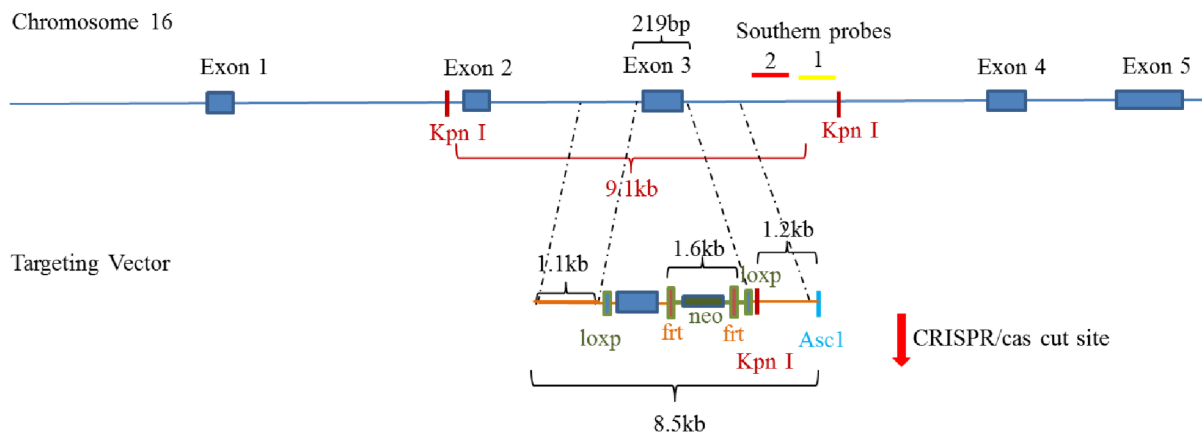 Chromosome 16
219bp
Southern probes
2 1
Exon 1
Exon 2
Exon 3
Exon 4
Exon 5
Kpn I
Kpn I
9.1kb
Targeting Vector
1.1kb
1.6kb
1.2kb
loxp
loxp
frt
neo
frt
Kpn I
Asc1
CRISPR/cas cut site
8.5kb